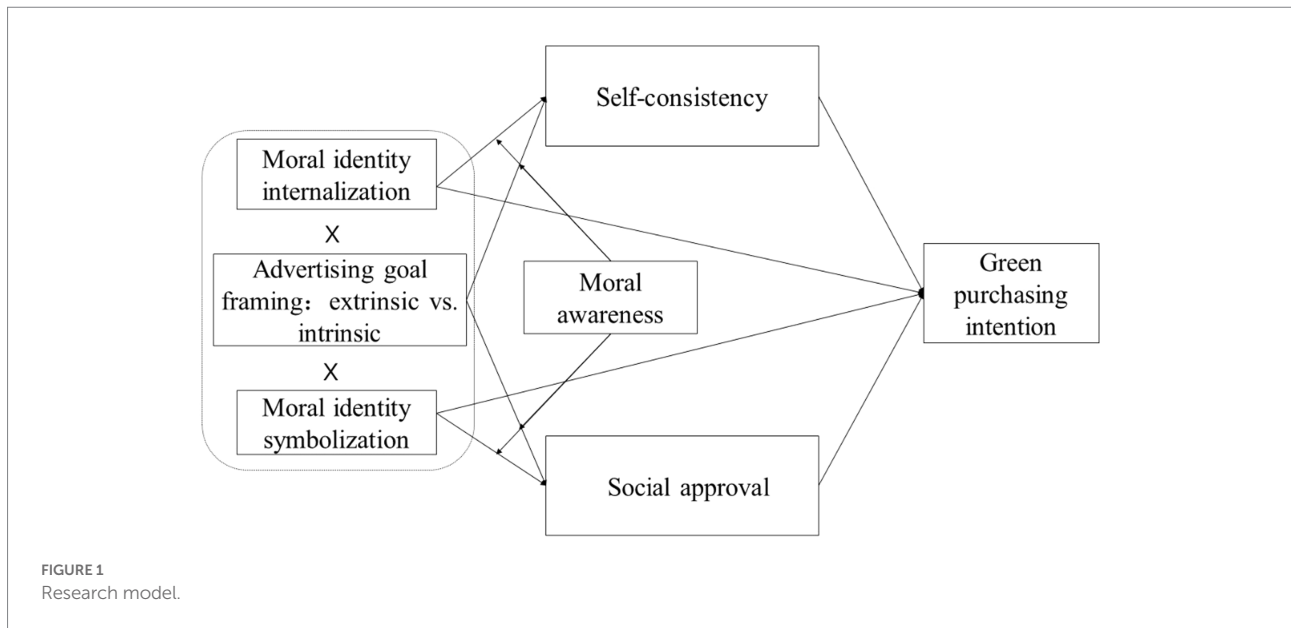 Self-consistency
Moral identity
internalization
X
Advertising goal
framing：extrinsic vs.
intrinsic
X
Moral identity
symbolization
Moral
awareness
Green
purchasing
intention
Social approval
FIGURE 1
Research model.